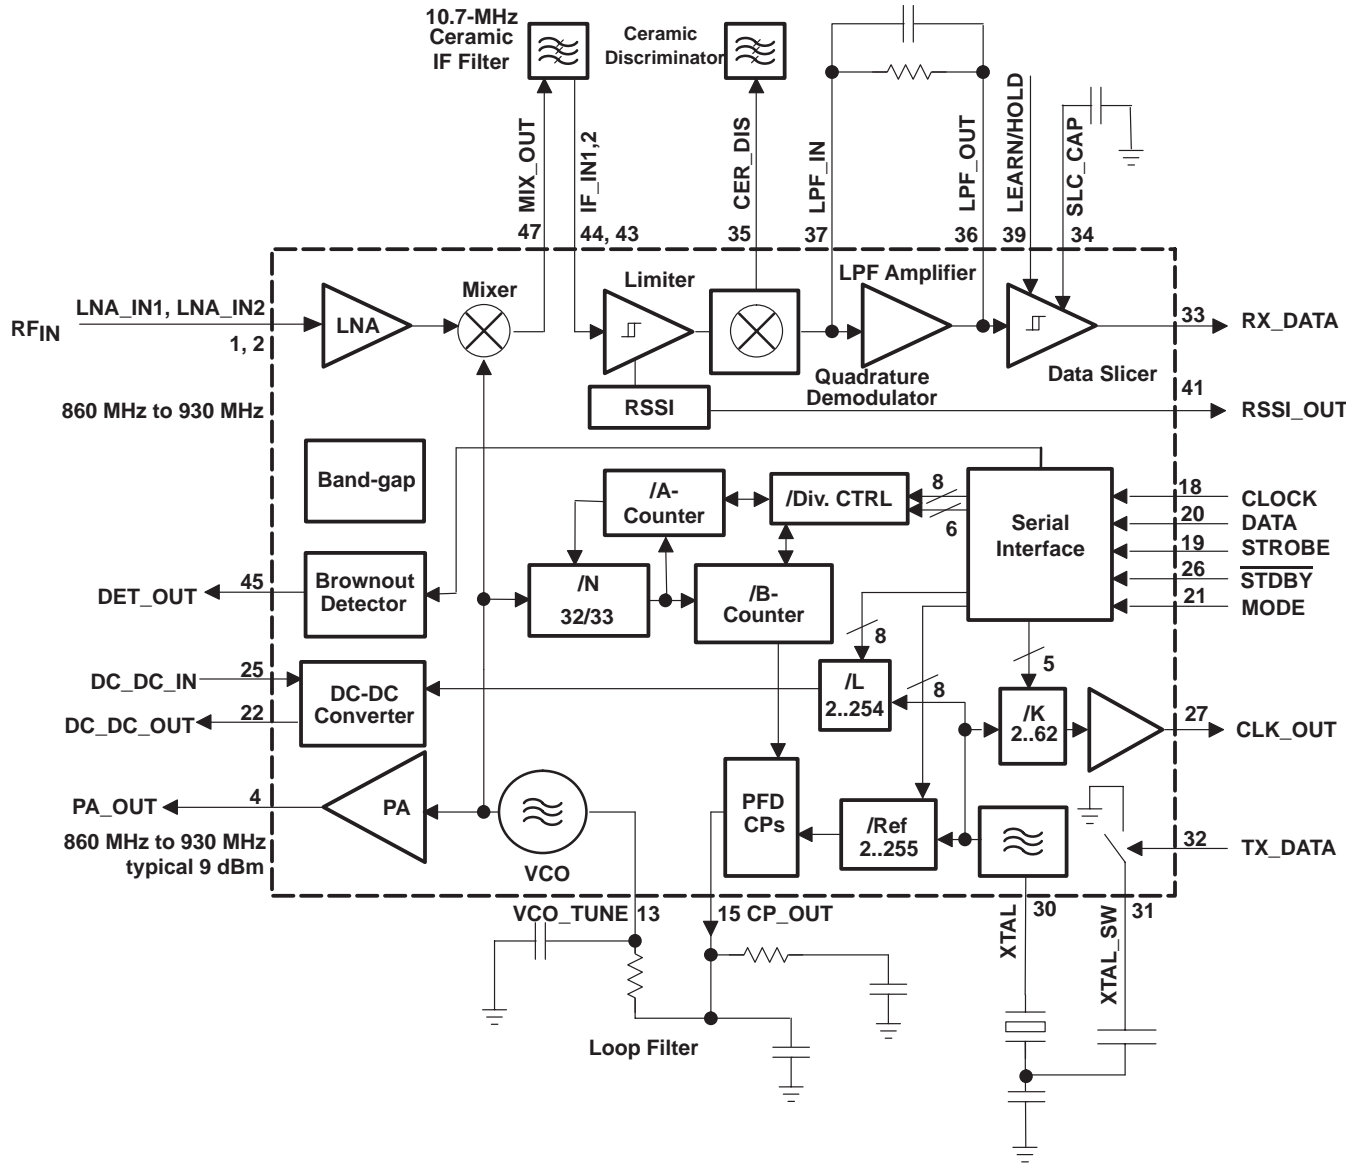 10.7-MHz
Ceramic
IF Filter
Ceramic
Discriminator
MIX_OUT
IF_IN1,2
CER_DIS
LPF_IN
LPF_OUT
LEARN/HOLD
SLC_CAP
47
44, 43
35
37
36
39
34
RFIN
LNA_IN1, LNA_IN2
1, 2
860 MHz to 930 MHz
LNA
Mixer
Limiter
LPF Amplifier
Quadrature
Demodulator
Data Slicer
33
RX_DATA
RSSI
41
RSSI_OUT
Band-gap
/A-
Counter
/Div. CTRL
8
6
Serial
Interface
18
CLOCK
20
DATA
19
STROBE
26
STDBY
21
MODE
DET_OUT
45
Brownout
Detector
/N
32/33
/B-
Counter
8
8
5
DC_DC_IN
25
DC_DC_OUT
22
DC-DC
Converter
/L
2..254
/K
2..62
27
CLK_OUT
PA_OUT
4
860 MHz to 930 MHz
typical 9 dBm
PA
VCO
PFD
CPs
/Ref
2..255
32
TX_DATA
VCO_TUNE
13
15
CP_OUT
30
XTAL
31
XTAL_SW
Loop Filter